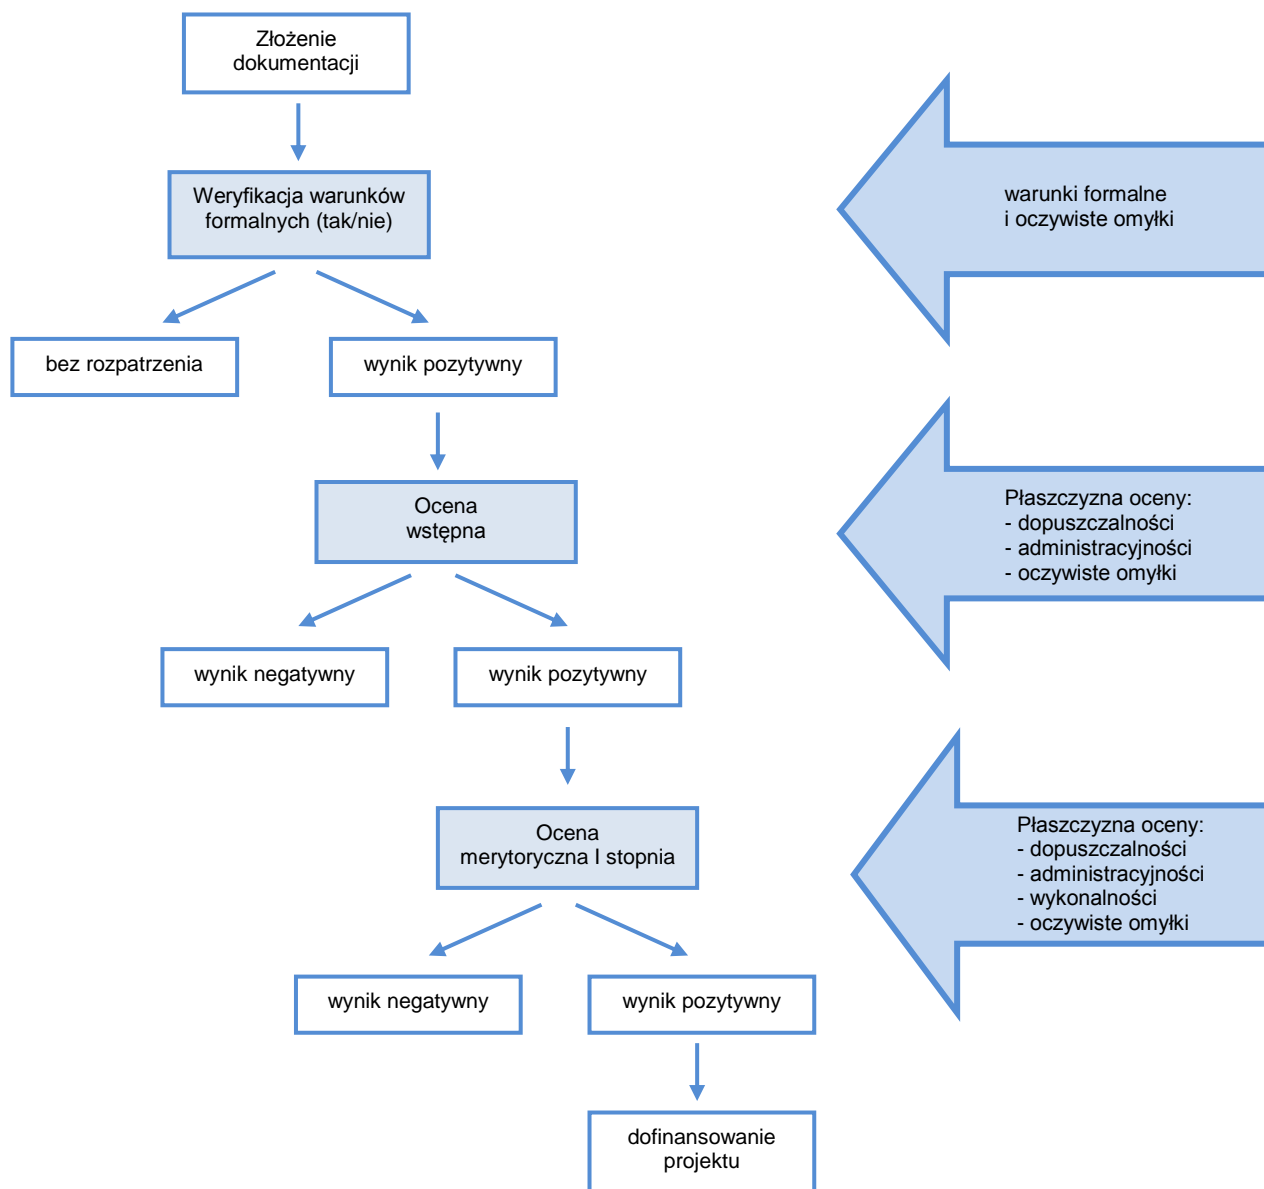 Złożenie
dokumentacji
Weryfikacja warunków
formalnych (tak/nie)
warunki formalne
i oczywiste omyłki
bez rozpatrzenia
wynik pozytywny
Ocena
wstępna
Płaszczyzna oceny:
- dopuszczalności
- administracyjności
- oczywiste omyłki
wynik negatywny
wynik pozytywny
Ocena
merytoryczna I stopnia
Płaszczyzna oceny:
- dopuszczalności
- administracyjności
- wykonalności
- oczywiste omyłki
wynik negatywny
wynik pozytywny
dofinansowanie
projektu